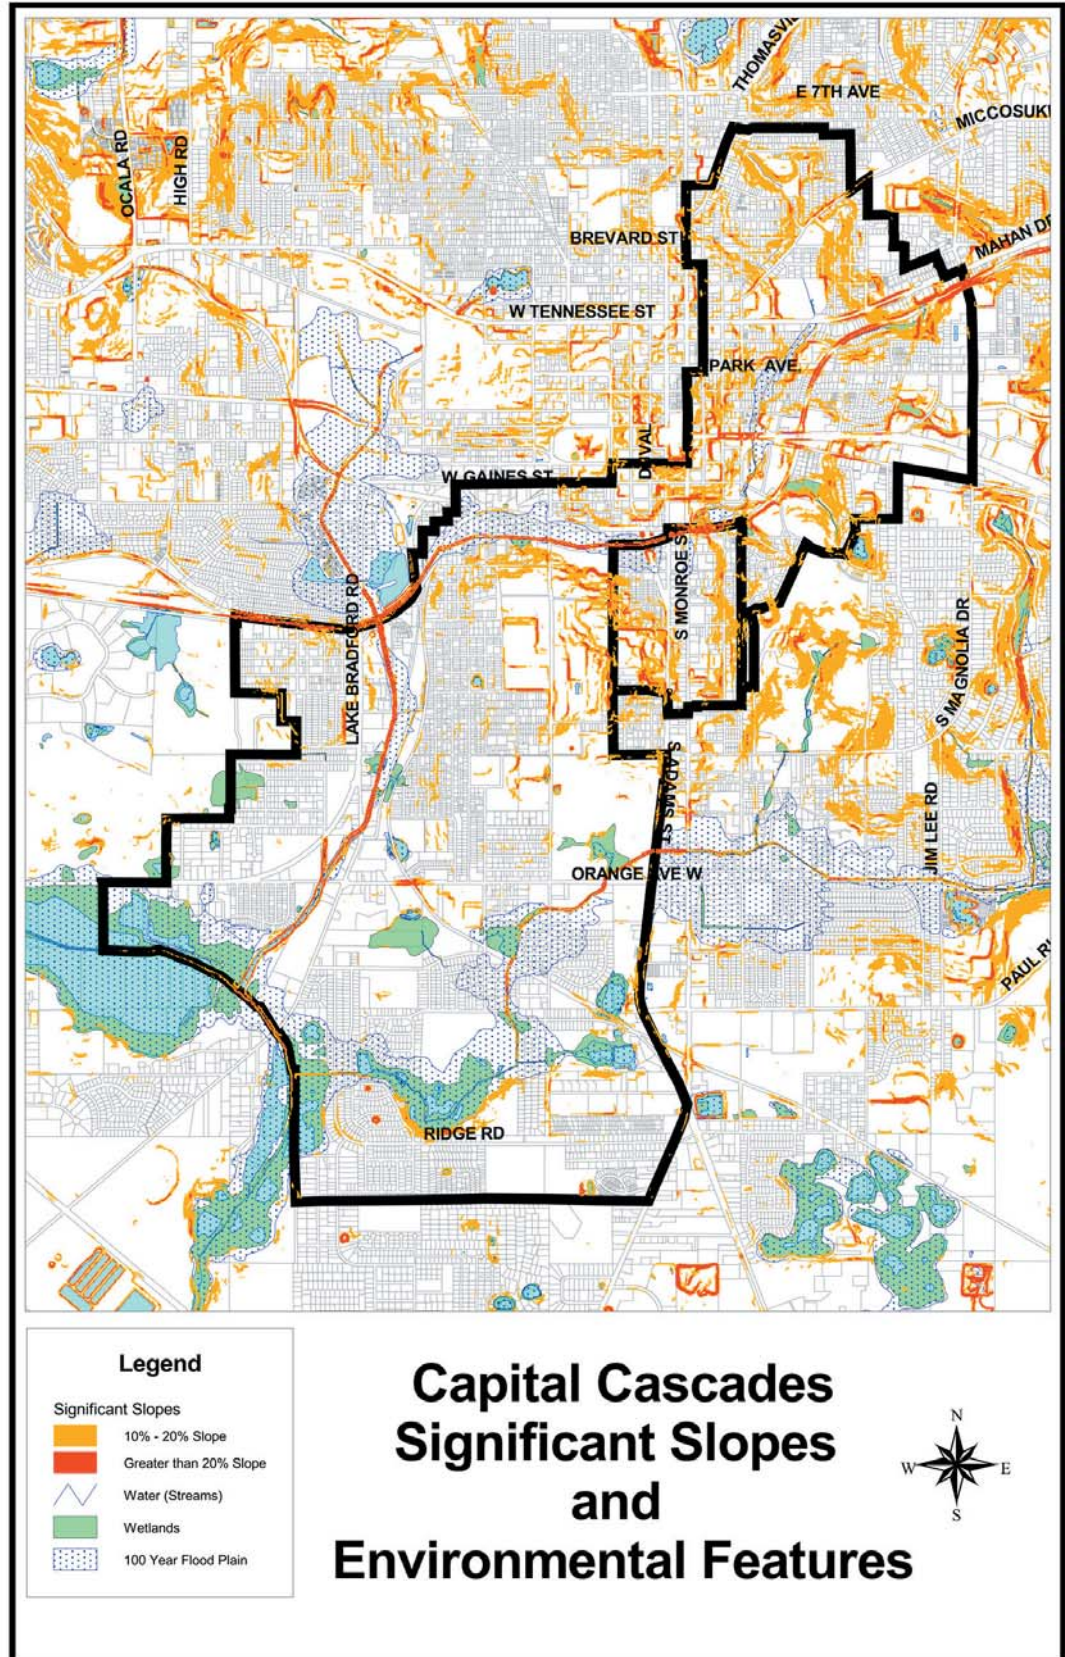 THOMASVI
E 7TH AVE
MICCOSUK
OCALA RD
HIGH RD
BREVARD ST
MAHAN DR
W TENNESSEE ST
PARK AVE
DUVAL
W GAINES ST
S MONROE S
LAKE BRADFORD RD
S MAGNOLIA DR
S ADAMS ST
JIM LEE RD
ORANGE AVE W
PAUL RU
RIDGE RD
Legend
Significant Slopes
10% - 20% Slope
Greater than 20% Slope
Water (Streams)
Wetlands
100 Year Flood Plain
Capital Cascades
Significant Slopes
and
Environmental Features
N
W
E
S